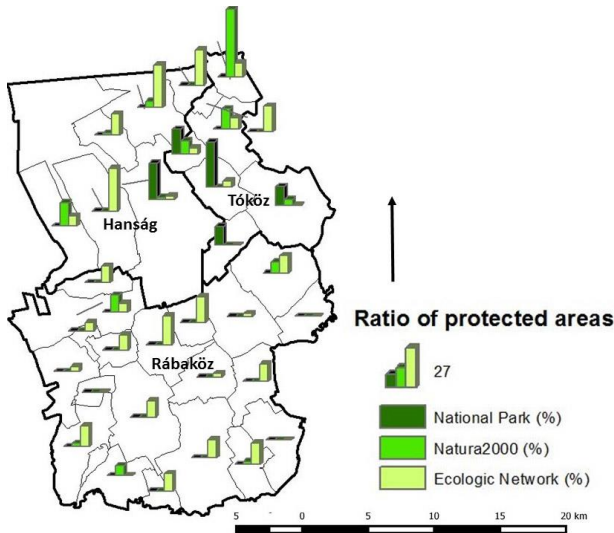 Tóköz
Hanság
Rábaköz
Ratio of protected areas
27
National Park (%)
Natura2000 (%)
Ecologic Network (%)
5 0 5 10 15 20 km